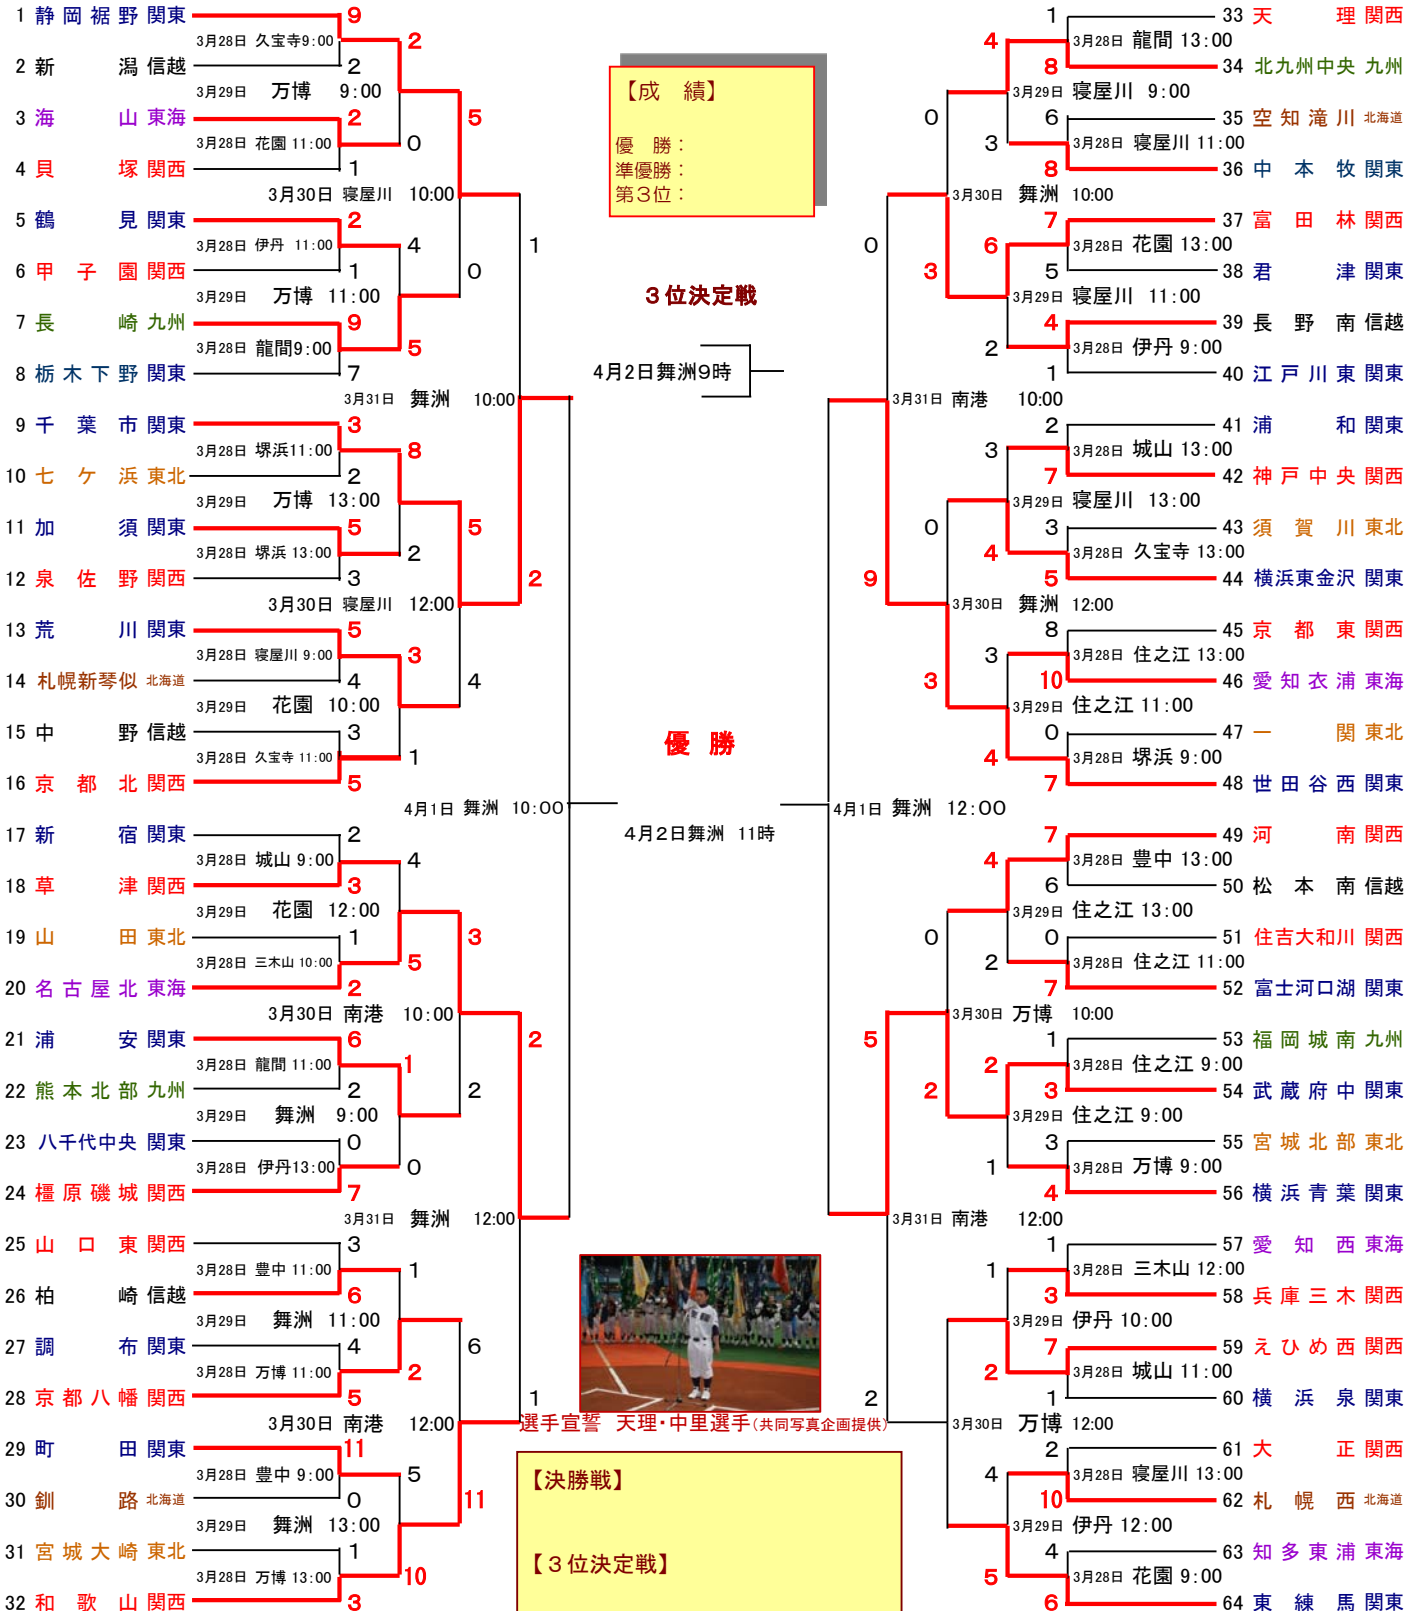 1 静岡裾野 関東 9
3月28日 久宝寺9:00 2
2 新潟 信越 2
3月29日 万博 9:00
3 海山 東海 2 5
3月28日 花園 11:00 0
4 貝塚 関西 1
3月30日 寝屋川 10:00
5 鶴見 関東 2
3月28日 伊丹 11:00 4 1
6 甲子園 関西 1 0
3月29日 万博 11:00
7 長崎 九州 9
3月28日 龍間9:00 5
8 栃木下野 関東 7
3月31日 舞洲 10:00
9 千葉市 関東 3
3月28日 堺浜11:00 8
10 七ケ浜 東北 2
3月29日 万博 13:00
11 加須 関東 5 5
3月28日 堺浜 13:00 2
12 泉佐野 関西 3 2
3月30日 寝屋川 12:00
13 荒川 関東 5
3月28日 寝屋川 9:00 3
14 札幌新琴似 北海道 4 4
3月29日 花園 10:00
15 中野 信越 3
3月28日 久宝寺 11:00 1
16 京都北 関西 5
4月1日 舞洲 10:00
17 新宿 関東 2
3月28日 城山 9:00 4
18 草津 関西 3
3月29日 花園 12:00
19 山田 東北 1 3
3月28日 三木山 10:00 5
20 名古屋北 東海 2
3月30日 南港 10:00
21 浦安 関東 6 2
3月28日 龍間 11:00 1
22 熊本北部 九州 2 2
3月29日 舞洲 9:00
23 八千代中央 関東 0
3月28日 伊丹13:00 0
24 橿原磯城 関西 7
3月31日 舞洲 12:00
25 山口東 関西 3
3月28日 豊中 11:00 1
26 柏崎 信越 6
3月29日 舞洲 11:00
27 調布 関東 4 6
3月28日 万博 11:00 2
28 京都八幡 関西 5 1
3月30日 南港 12:00
29 町田 関東 11
3月28日 豊中 9:00 5
30 釧路 北海道 0 11
3月29日 舞洲 13:00
31 宮城大崎 東北 1
3月28日 万博 13:00 10
32 和歌山 関西 3
【成 績】
優 勝:
準優勝:
第3位:
3位決定戦
4月2日舞洲9時
優 勝
4月2日舞洲 11時
選手宣誓 天理・中里選手(共同写真企画提供)
【決勝戦】
【3位決定戦】
1 33 天理 関西
4 3月28日 龍間 13:00
8 34 北九州中央 九州
3月29日 寝屋川 9:00
0 6 35 空知滝川 北海道
3 3月28日 寝屋川 11:00
8 36 中本牧 関東
3月30日 舞洲 10:00
7 37 富田林 関西
0 6 3月28日 花園 13:00
3 5 38 君津 関東
3月29日 寝屋川 11:00
4 39 長野南 信越
2 3月28日 伊丹 9:00
1 40 江戸川東 関東
3月31日 南港 10:00
2 41 浦和 関東
3 3月28日 城山 13:00
7 42 神戸中央 関西
3月29日 寝屋川 13:00
0 3 43 須賀川 東北
4 3月28日 久宝寺 13:00
9 5 44 横浜東金沢 関東
3月30日 舞洲 12:00
8 45 京都東 関西
3 3月28日 住之江 13:00
3 10 46 愛知衣浦 東海
3月29日 住之江 11:00
0 47 一関 東北
4 3月28日 堺浜 9:00
7 48 世田谷西 関東
4月1日 舞洲 12:00
7 49 河南 関西
4 3月28日 豊中 13:00
6 50 松本南 信越
3月29日 住之江 13:00
0 0 51 住吉大和川 関西
2 3月28日 住之江 11:00
7 52 富士河口湖 関東
3月30日 万博 10:00
5 1 53 福岡城南 九州
2 3月28日 住之江 9:00
2 3 54 武蔵府中 関東
3月29日 住之江 9:00
3 55 宮城北部 東北
1 3月28日 万博 9:00
4 56 横浜青葉 関東
3月31日 南港 12:00
1 57 愛知西 東海
1 3月28日 三木山 12:00
3 58 兵庫三木 関西
3月29日 伊丹 10:00
7 59 えひめ西 関西
2 3月28日 城山 11:00
2 1 60 横浜泉 関東
3月30日 万博 12:00
2 61 大正 関西
4 3月28日 寝屋川 13:00
10 62 札幌西 北海道
3月29日 伊丹 12:00
4 63 知多東浦 東海
5 3月28日 花園 9:00
6 64 東練馬 関東